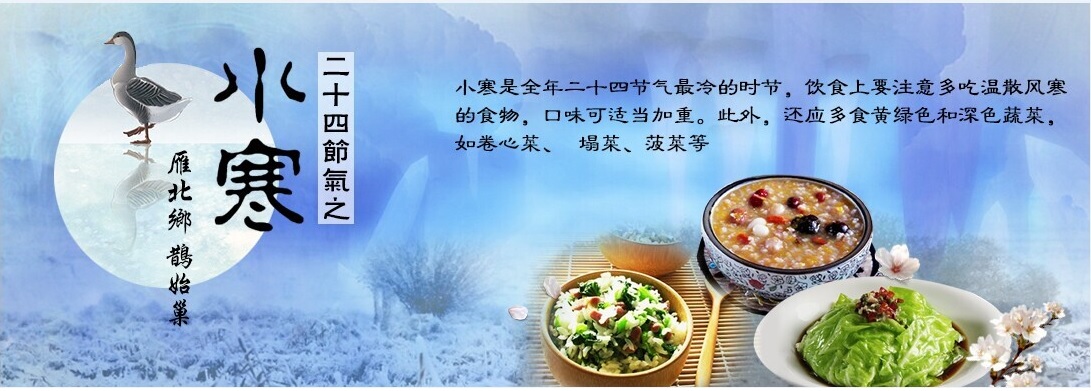 二十四節氣之
小寒
雁北鄉 鵲始巢
小寒是全年二十四节气最冷的时节，饮食上要注意多吃温散风寒
的食物，口味可适当加重。此外，还应多食黄绿色和深色蔬菜，
如卷心菜、 塌菜、菠菜等